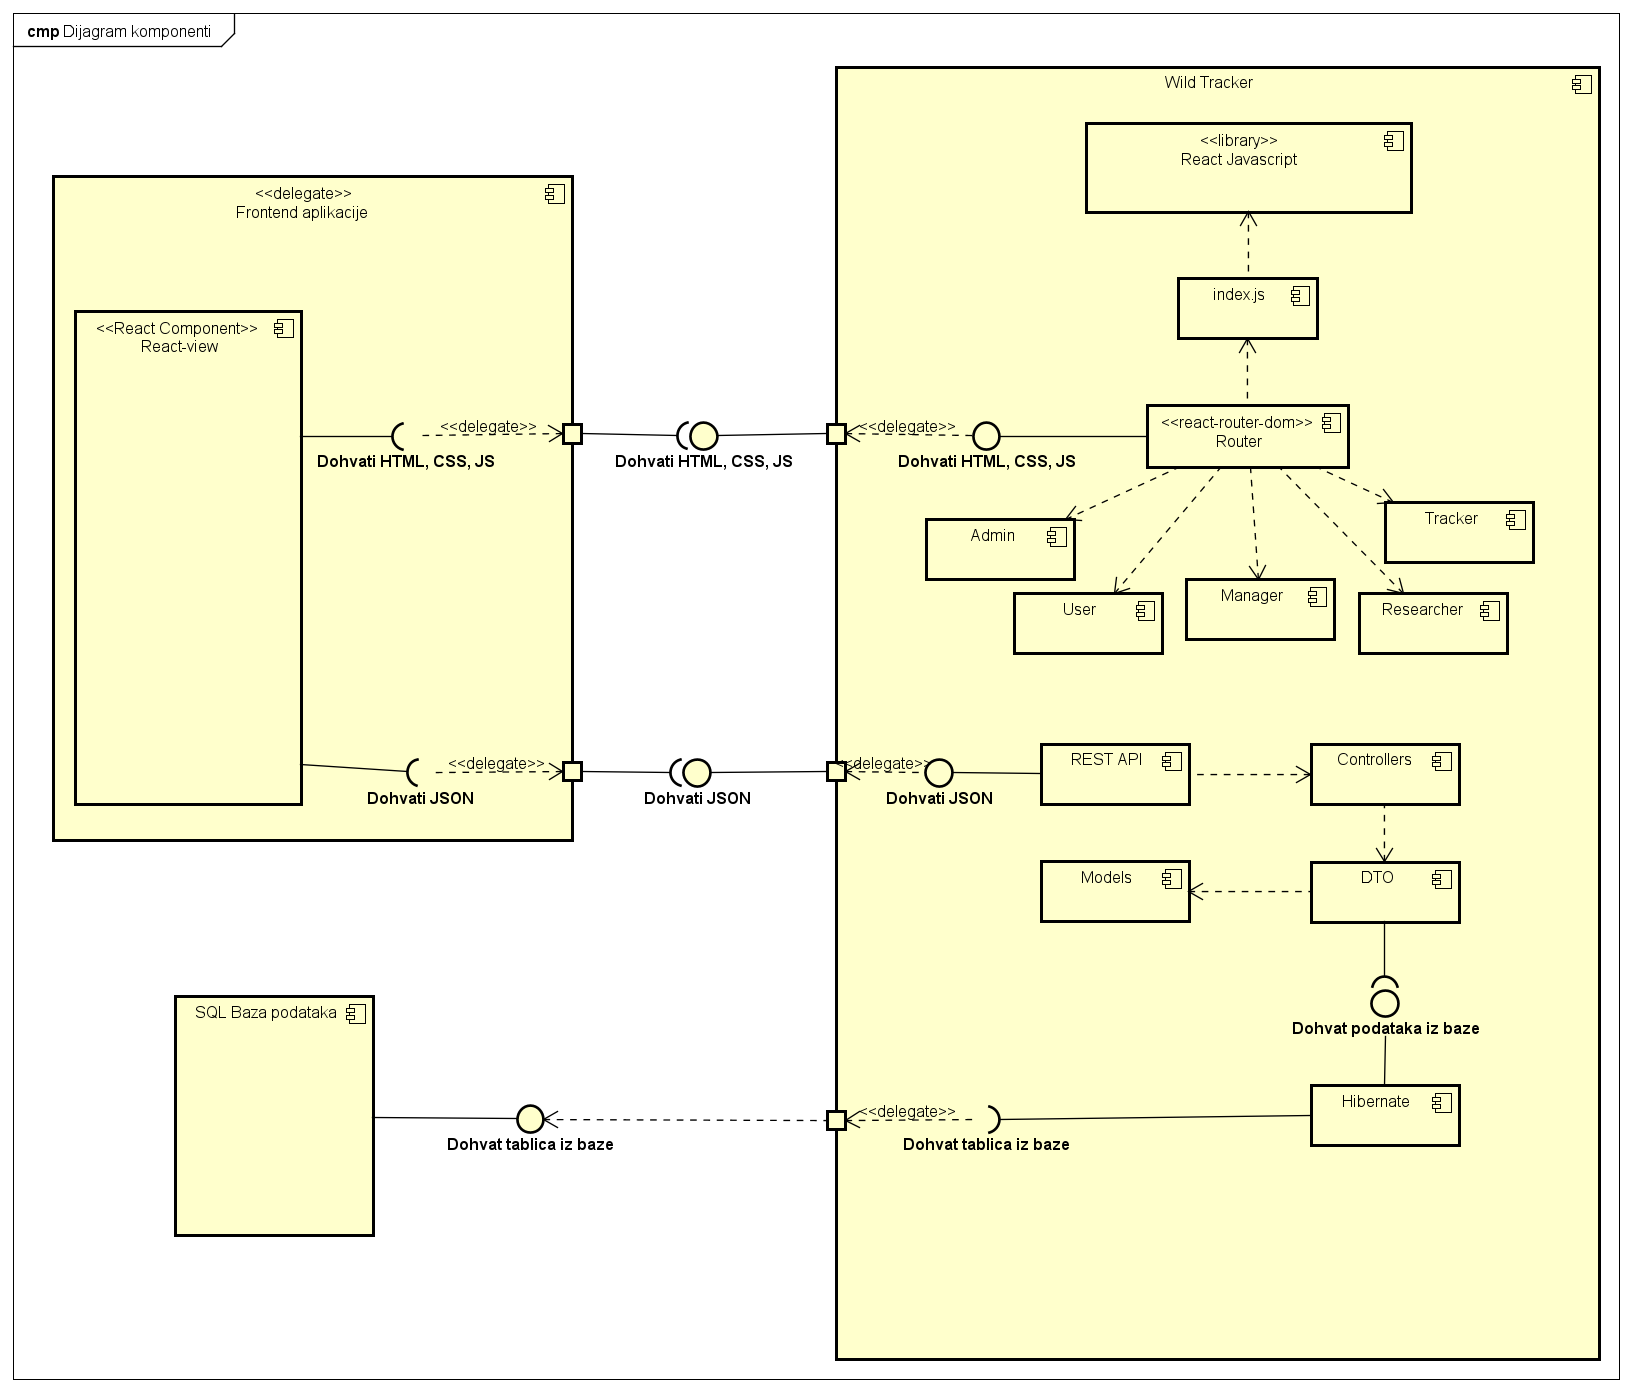 cmp Dijagram komponenti
Wild Tracker
<<library>>
React Javascript
<<delegate>>
Frontend aplikacije
index.js
<<React Component>>
React-view
<<delegate>>
<<delegate>>
<<react-router-dom>>
Router
Dohvati HTML, CSS, JS
Dohvati HTML, CSS, JS
Dohvati HTML, CSS, JS
Tracker
Admin
Manager
User
Researcher
<<delegate>>
<<delegate>>
REST API
Controllers
Dohvati JSON
Dohvati JSON
Dohvati JSON
Models
DTO
SQL Baza podataka
Dohvat podataka iz baze
Hibernate
<<delegate>>
Dohvat tablica iz baze
Dohvat tablica iz baze